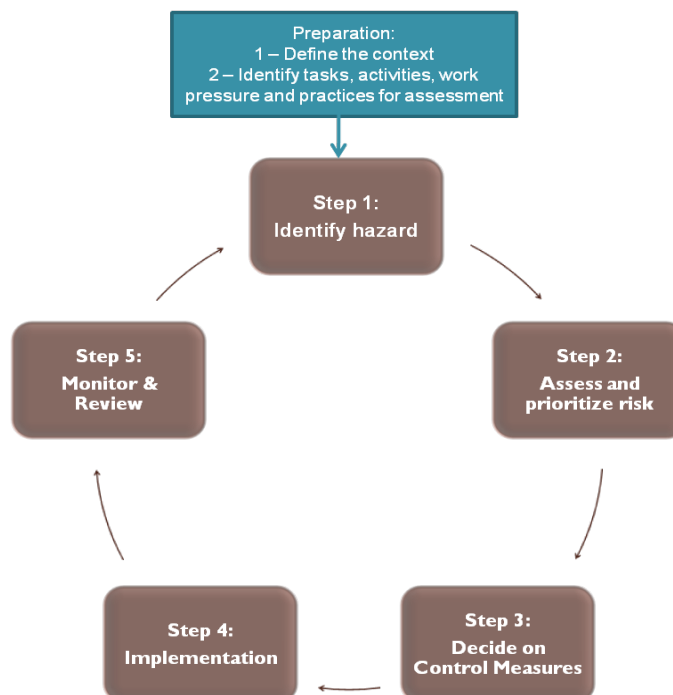 Preparation:
1 – Define the context
2 – Identify tasks, activities, work
pressure and practices for assessment
Step 1:
Identify hazard
Step 2:
Assess and
prioritize risk
Step 3:
Decide on
Control Measures
Step 4:
Implementation
Step 5:
Monitor &
Review